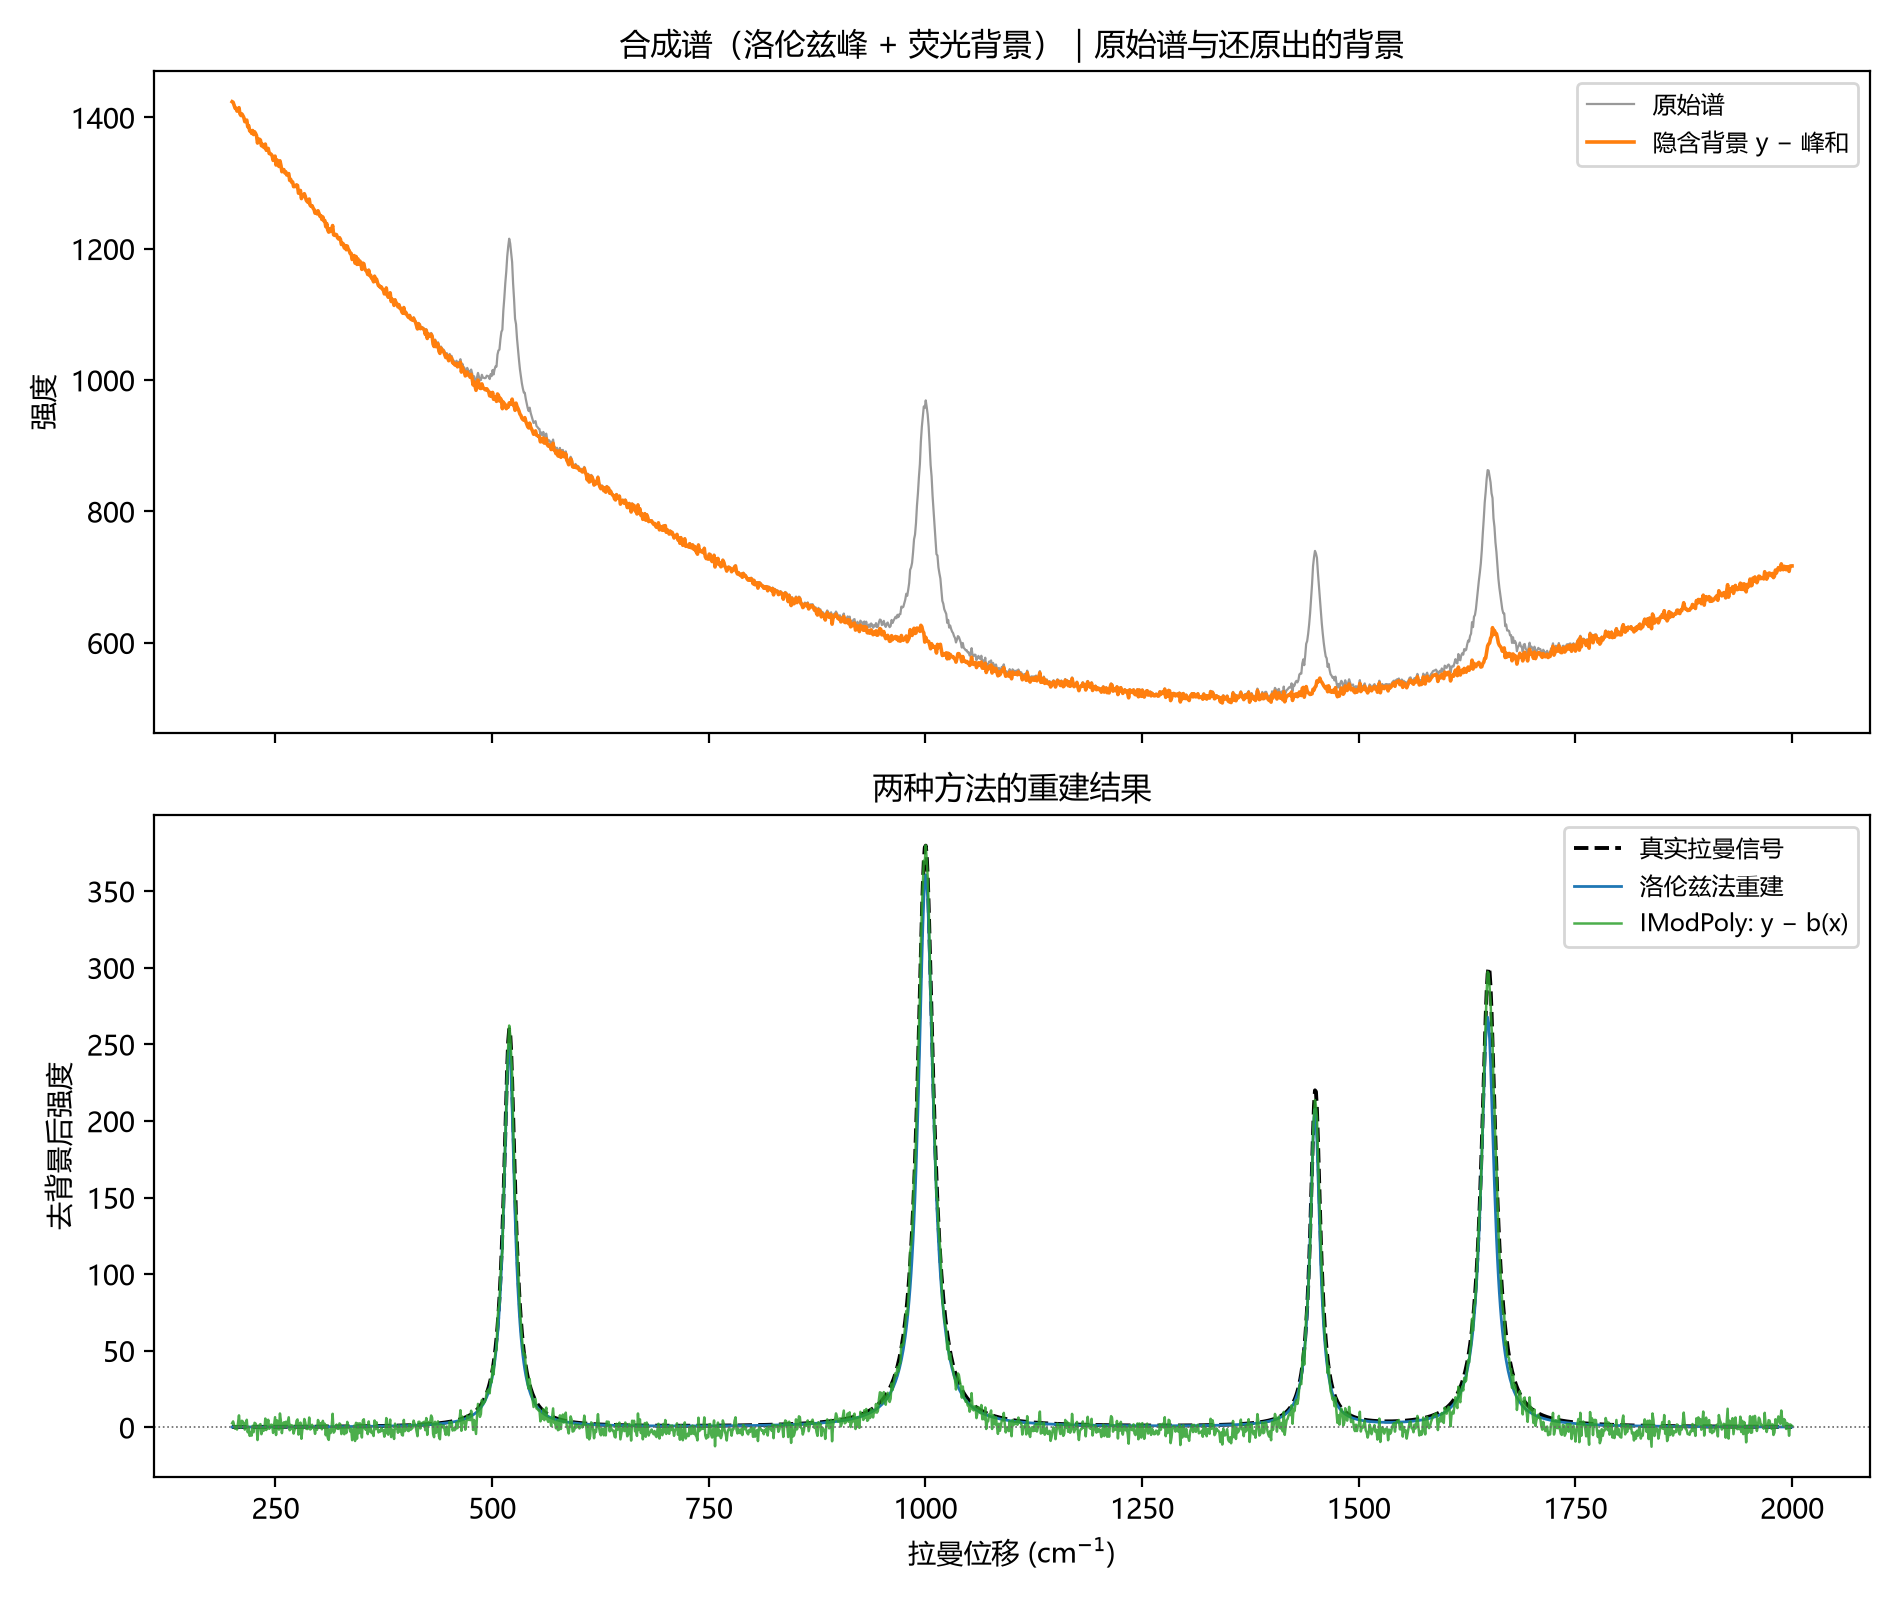 合成谱（洛伦兹峰 + 荧光背景）｜原始谱与还原出的背景
原始谱
隐含背景 y − 峰和
强度
1400
1200
1000
800
600
两种方法的重建结果
真实拉曼信号
洛伦兹法重建
IModPoly: y − b(x)
去背景后强度
350
300
250
200
150
100
50
0
250 500 750 1000 1250 1500 1750 2000
拉曼位移 (cm⁻¹)